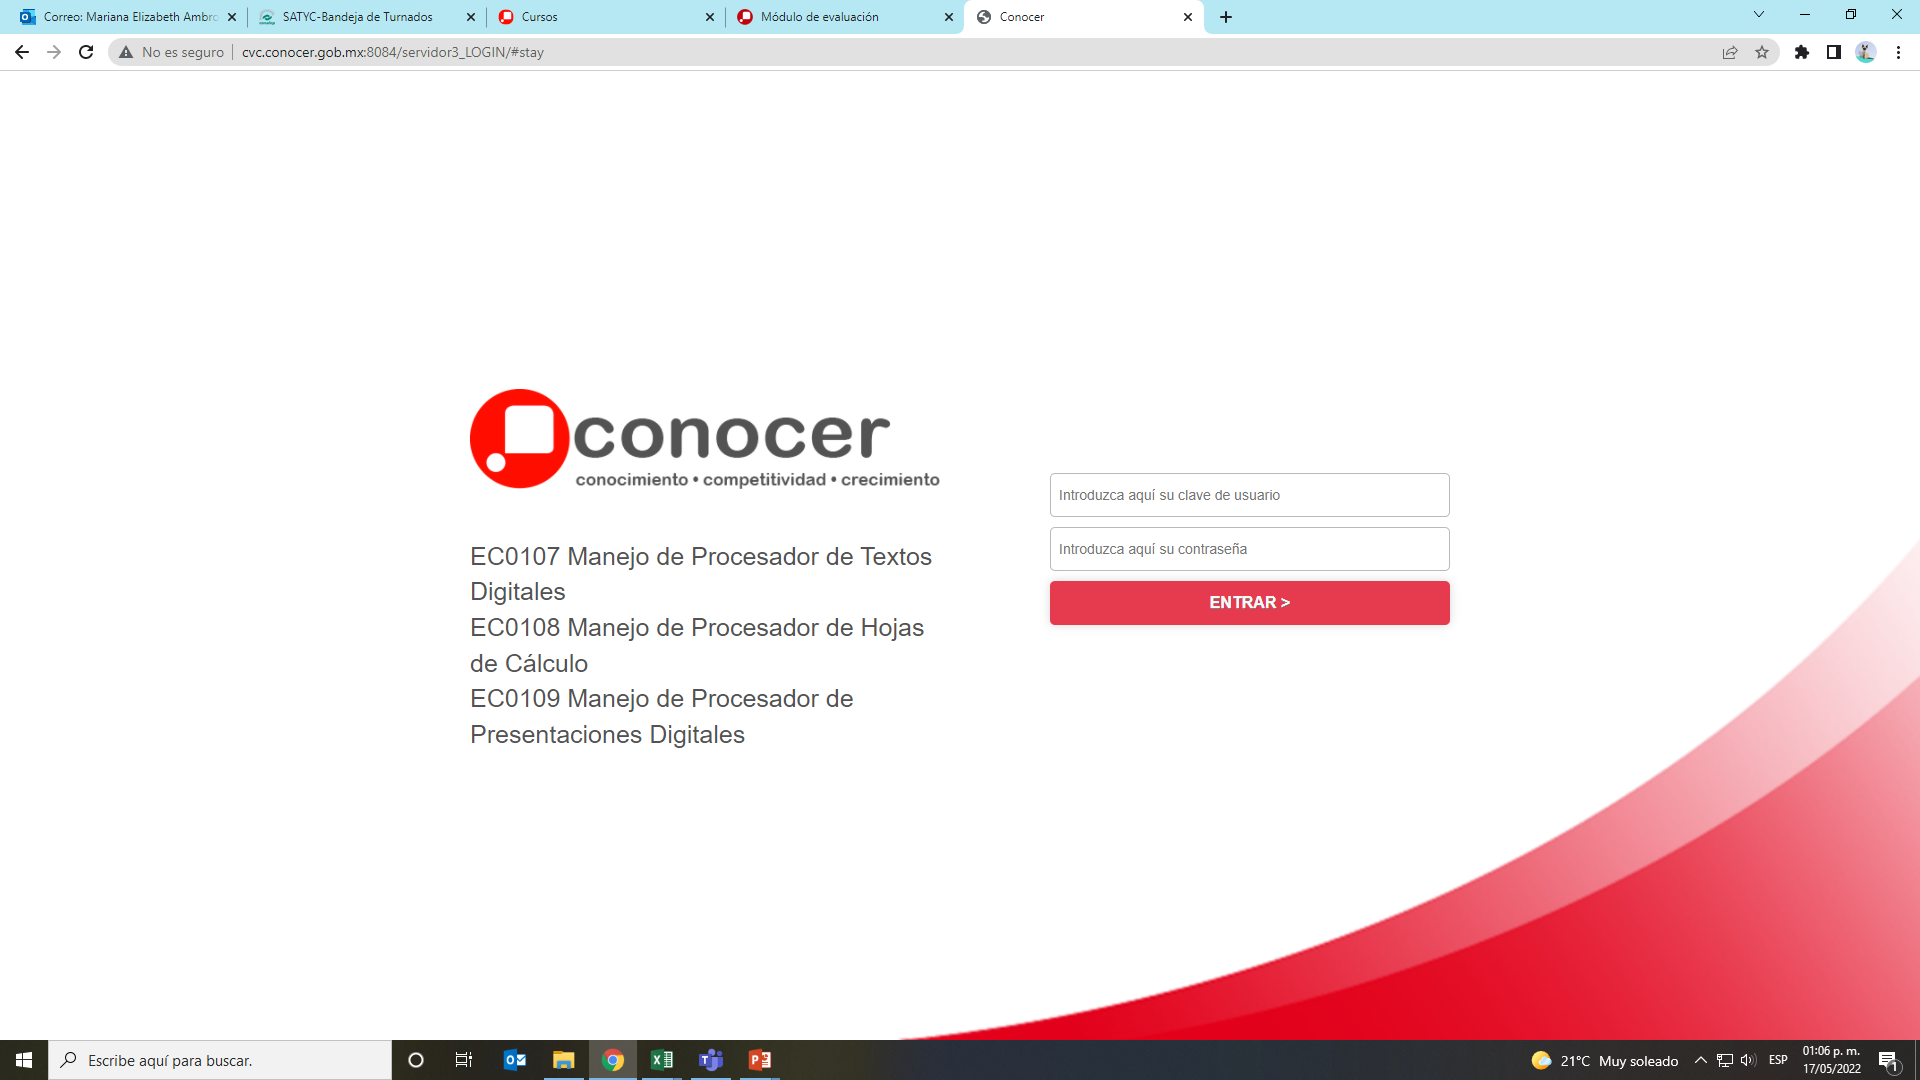 Correo: Mariana Elizabeth Ambro
SATYC-Bandeja de Turnados
Cursos
Módulo de evaluación
Conocer
No es seguro
cvc.conocer.gob.mx:8084/servidor3_LOGIN/#stay
conocer
conocimiento • competitividad • crecimiento
EC0107 Manejo de Procesador de Textos
Digitales
EC0108 Manejo de Procesador de Hojas
de Cálculo
EC0109 Manejo de Procesador de
Presentaciones Digitales
Introduzca aquí su clave de usuario
Introduzca aquí su contraseña
ENTRAR >
Escribe aquí para buscar.
21°C Muy soleado
ESP
01:06 p. m.
17/05/2022
1